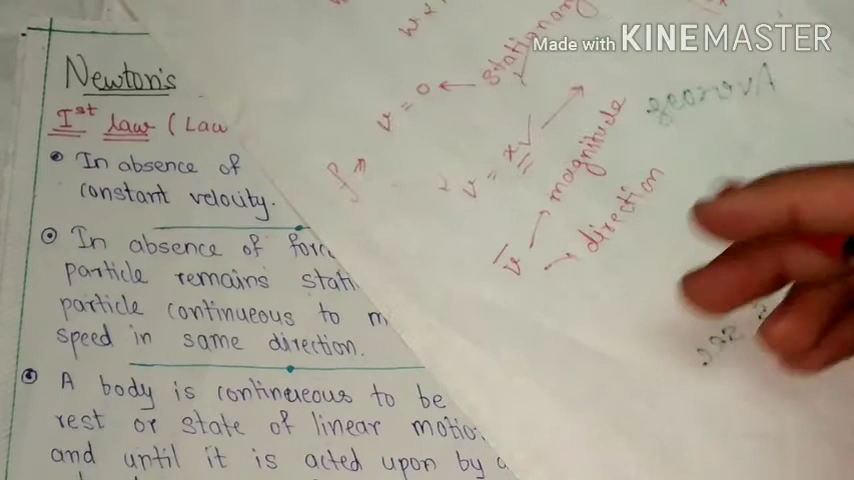 Made with KINEMASTER
Newton's
Ist law (Law
In absence of
constant velocity.
In absence of
particle remains
particle continueous to
speed in same direction.
A body is continueous to be
rest or state of linear
and until it is acted upon by
v = 0 ← stationary
v = x
v̅ → magnitude
→ direction